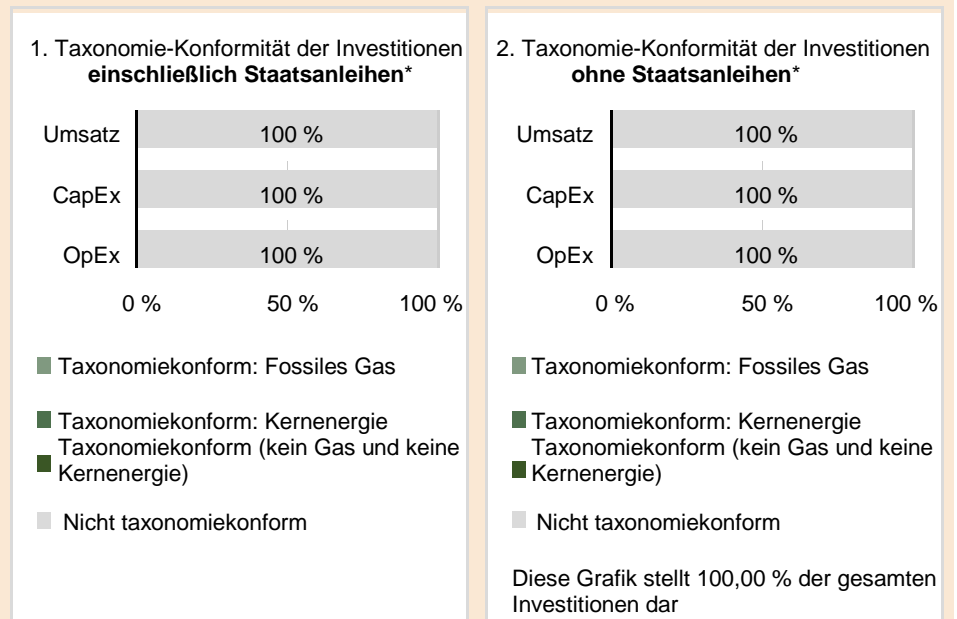 1. Taxonomie-Konformität der Investitionen
einschließlich Staatsanleihen*
Umsatz
100 %
CapEx
100 %
OpEx
100 %
0 %
50 %
100 %
Taxonomiekonform: Fossiles Gas
Taxonomiekonform: Kernenergie
Taxonomiekonform (kein Gas und keine
Kernenergie)
Nicht taxonomiekonform
2. Taxonomie-Konformität der Investitionen
ohne Staatsanleihen*
Umsatz
100 %
CapEx
100 %
OpEx
100 %
0 %
50 %
100 %
Taxonomiekonform: Fossiles Gas
Taxonomiekonform: Kernenergie
Taxonomiekonform (kein Gas und keine
Kernenergie)
Nicht taxonomiekonform
Diese Grafik stellt 100,00 % der gesamten
Investitionen dar